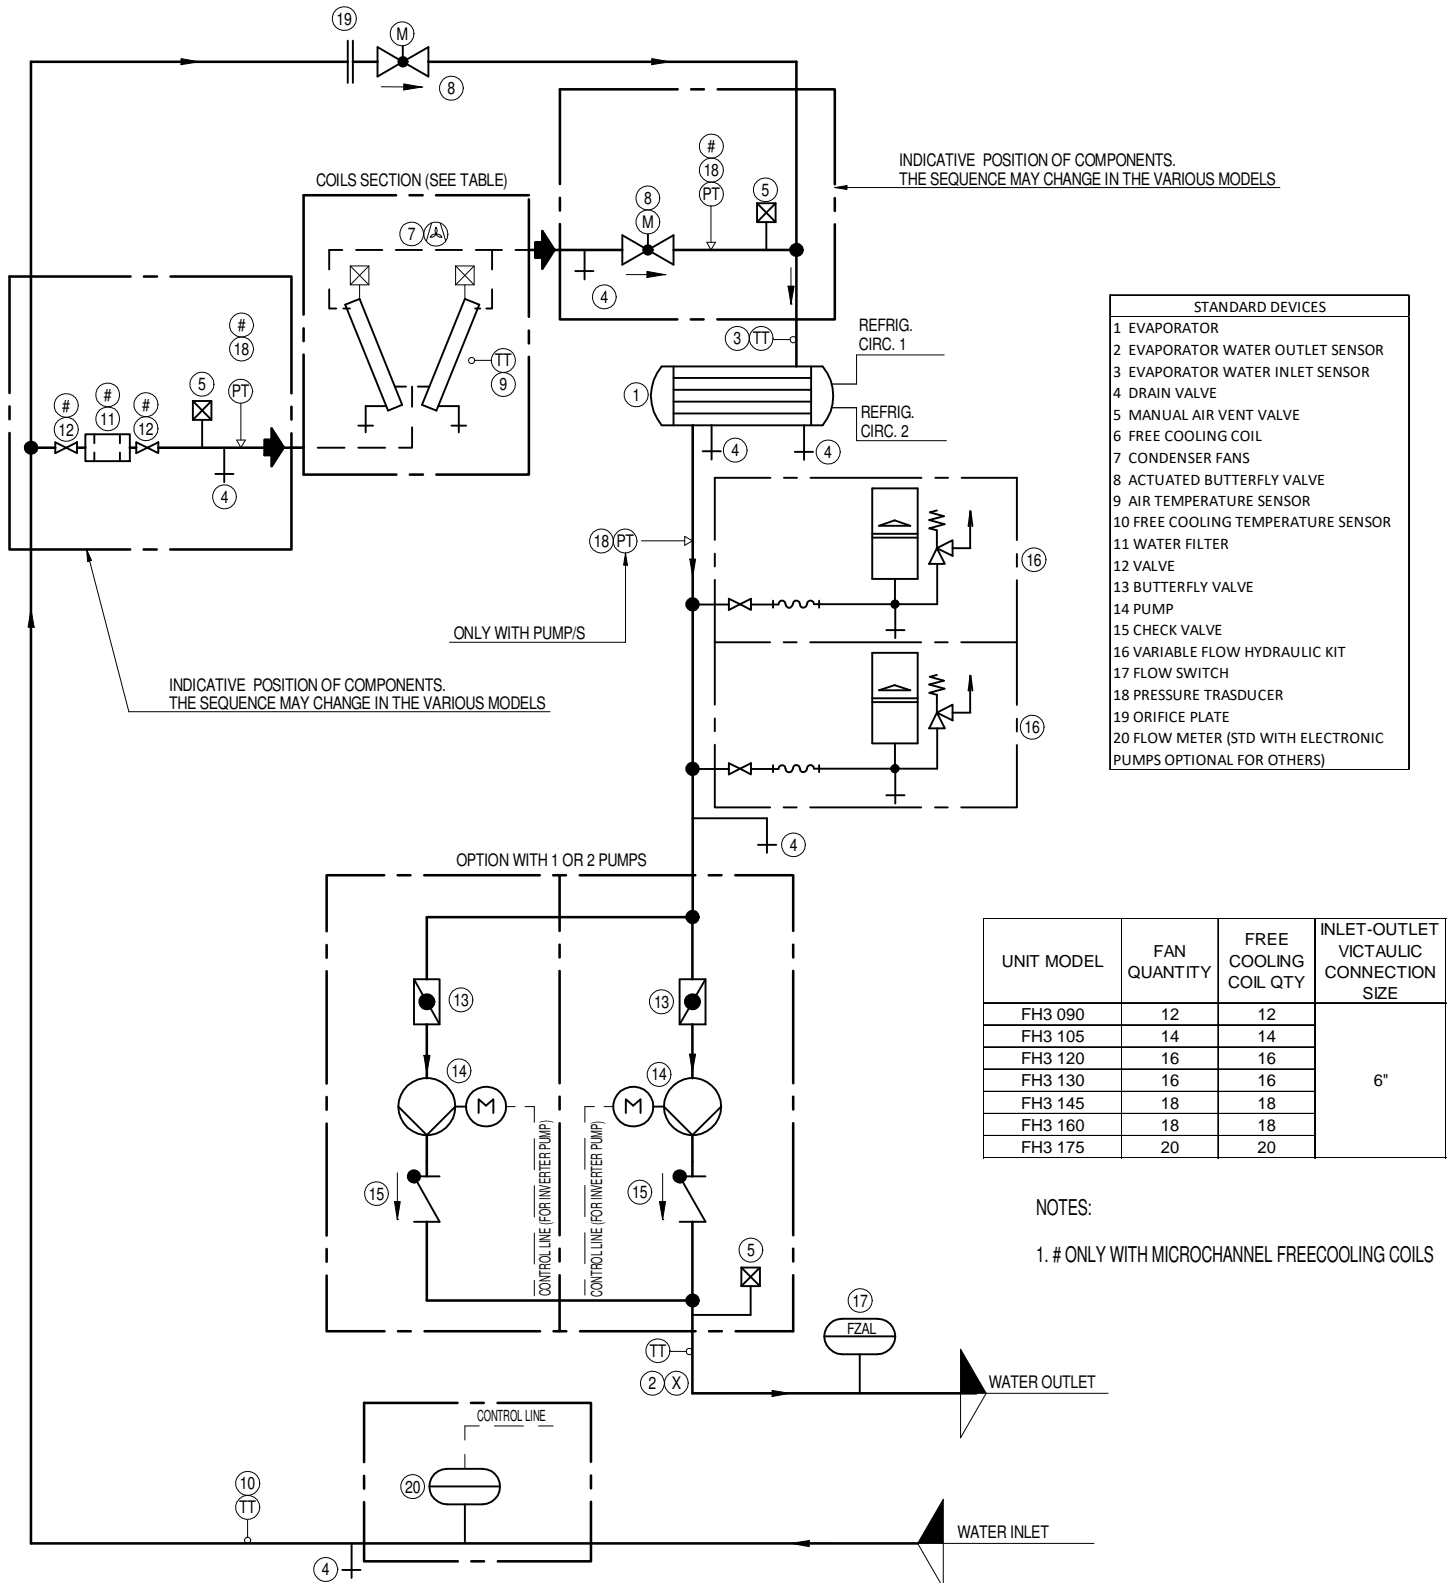 19
M
8
INDICATIVE POSITION OF COMPONENTS.
THE SEQUENCE MAY CHANGE IN THE VARIOUS MODELS
#
18
PT
5
8
M
4
COILS SECTION (SEE TABLE)
7
TT
9
#
18
PT
5
#
12
#
11
#
12
4
3 TT
REFRIG.
CIRC. 1
1
REFRIG.
CIRC. 2
4
4
STANDARD DEVICES
1 EVAPORATOR
2 EVAPORATOR WATER OUTLET SENSOR
3 EVAPORATOR WATER INLET SENSOR
4 DRAIN VALVE
5 MANUAL AIR VENT VALVE
6 FREE COOLING COIL
7 CONDENSER FANS
8 ACTUATED BUTTERFLY VALVE
9 AIR TEMPERATURE SENSOR
10 FREE COOLING TEMPERATURE SENSOR
11 WATER FILTER
12 VALVE
13 BUTTERFLY VALVE
14 PUMP
15 CHECK VALVE
16 VARIABLE FLOW HYDRAULIC KIT
17 FLOW SWITCH
18 PRESSURE TRASDUCER
19 ORIFICE PLATE
20 FLOW METER (STD WITH ELECTRONIC
PUMPS OPTIONAL FOR OTHERS)
18 PT
16
ONLY WITH PUMP/S
16
INDICATIVE POSITION OF COMPONENTS.
THE SEQUENCE MAY CHANGE IN THE VARIOUS MODELS
4
OPTION WITH 1 OR 2 PUMPS
13
13
14
14
M
M
15
15
CONTROL LINE (FOR INVERTER PUMP)
CONTROL LINE (FOR INVERTER PUMP)
5
UNIT MODEL FAN QUANTITY FREE COOLING COIL QTY INLET-OUTLET VICTAULIC CONNECTION SIZE
FH3 090 12 12
FH3 105 14 14
FH3 120 16 16
FH3 130 16 16 6"
FH3 145 18 18
FH3 160 18 18
FH3 175 20 20
NOTES:
1. # ONLY WITH MICROCHANNEL FREECOOLING COILS
17
FZAL
TT
2 X
WATER OUTLET
CONTROL LINE
20
10
TT
4
WATER INLET